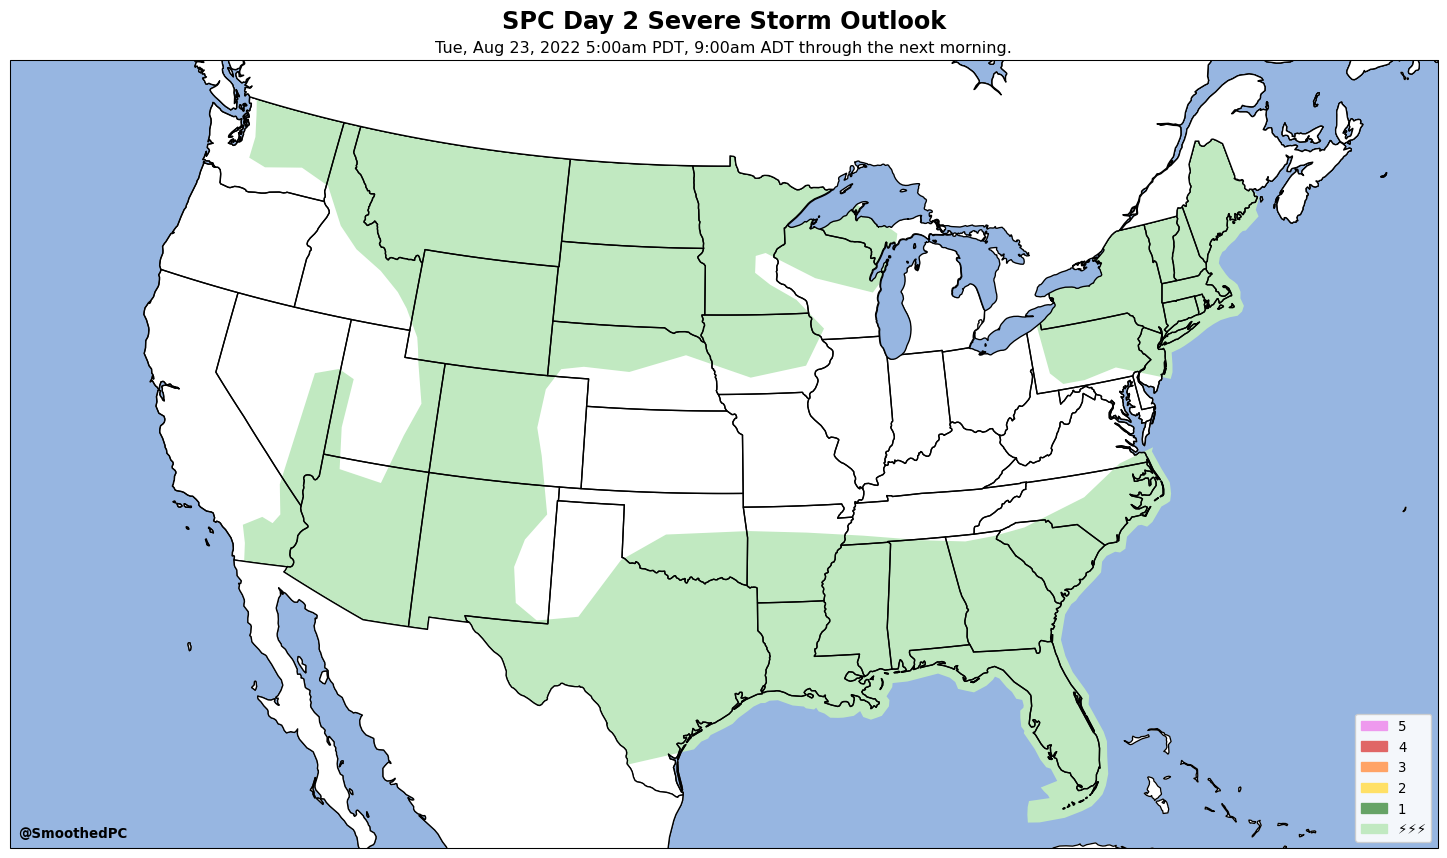 SPC Day 2 Severe Storm Outlook
Tue, Aug 23, 2022 5:00am PDT, 9:00am ADT through the next morning.
5
4
3
2
1
⚡⚡⚡
@SmoothedPC